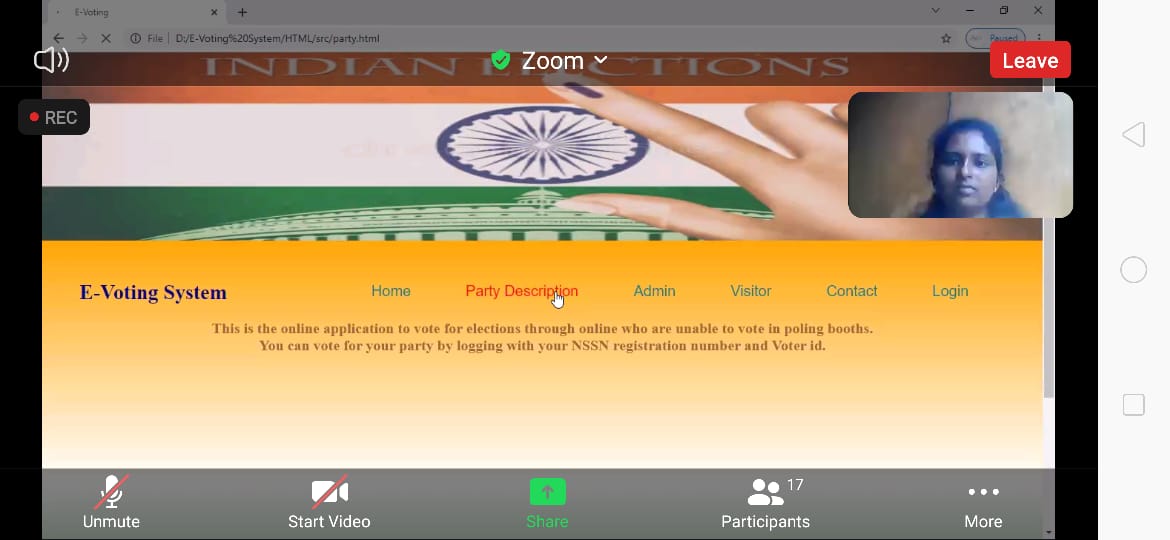 E-Voting
File D:/E-Voting%20System/HTML/src/party.html
Paused
INDIAN ELECTIONS
Zoom
Leave
REC
E-Voting System
Home Party Description Admin Visitor Contact Login
This is the online application to vote for elections through online who are unable to vote in poling booths.
You can vote for your party by logging with your NSSN registration number and Voter id.
17
Unmute Start Video Share Participants More